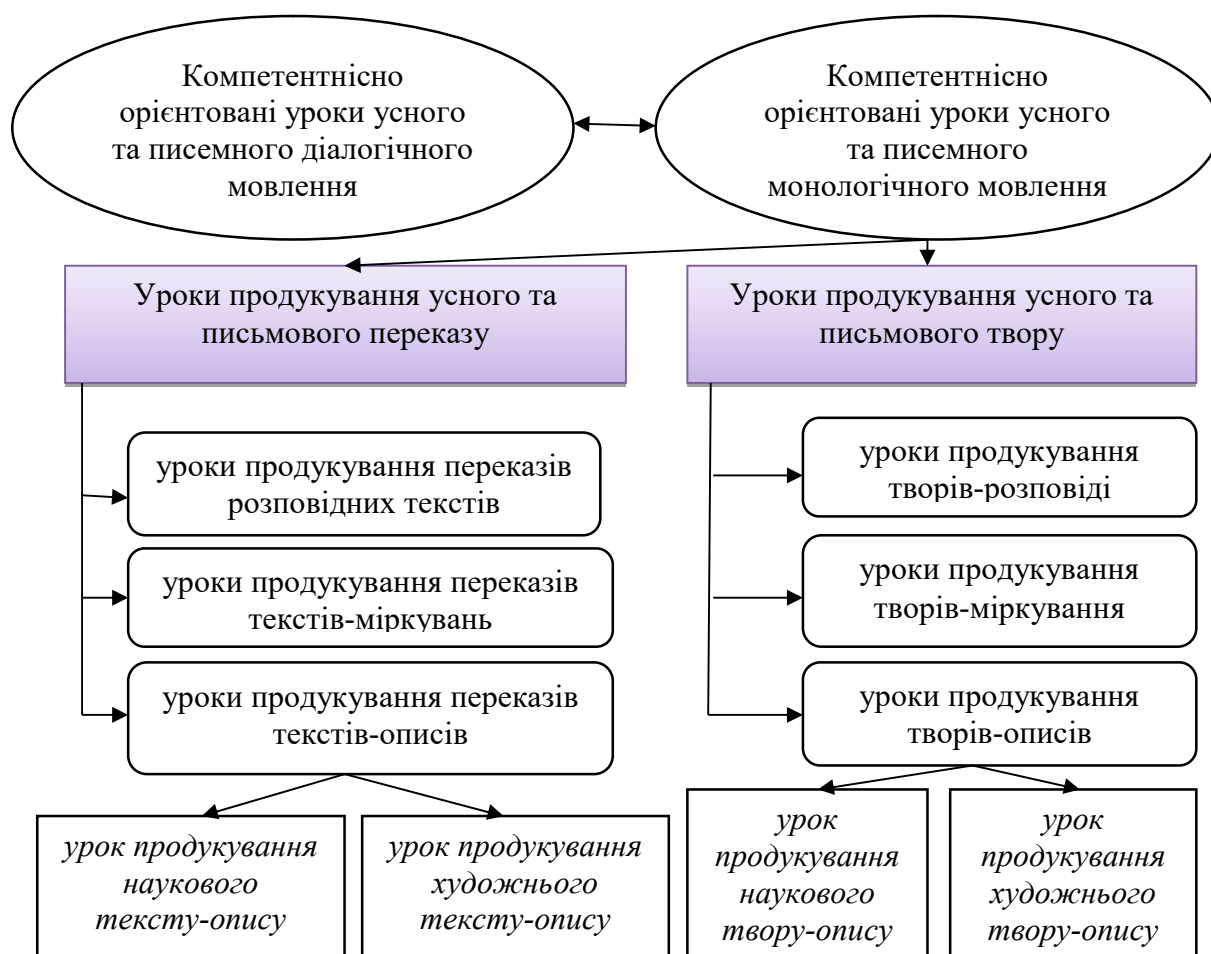 Компетентнісно
орієнтовані уроки усного
та писемного діалогічного
мовлення
Компетентнісно
орієнтовані уроки усного
та писемного
монологічного мовлення
Уроки продукування усного та
письмового переказу
Уроки продукування усного та
письмового твору
уроки продукування переказів
розповідних текстів
уроки продукування переказів
текстів-міркувань
уроки продукування переказів
текстів-описів
уроки продукування
творів-розповіді
уроки продукування
творів-міркування
уроки продукування
творів-описів
урок продукування
наукового
тексту-опису
урок продукування
художнього
тексту-опису
урок
продукування
наукового
твору-опису
урок
продукування
художнього
твору-опису